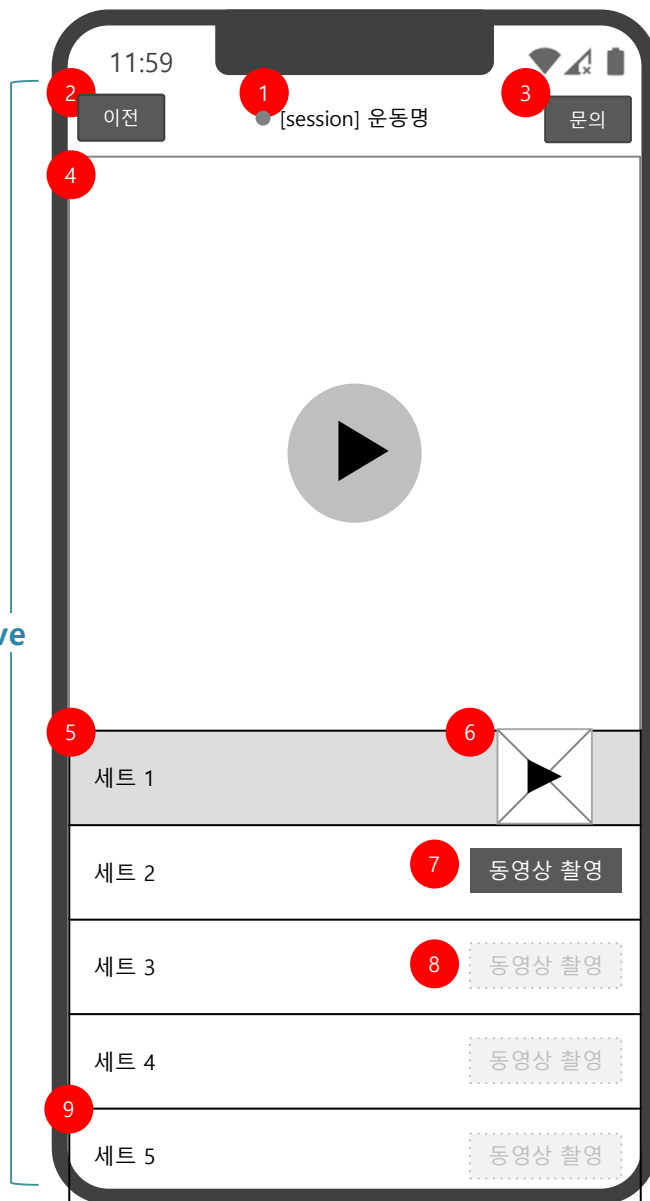 11:59
2
이전
1
[session] 운동명
3
문의
4
ve
5
세트 1
6
세트 2
7
동영상 촬영
세트 3
8
동영상 촬영
세트 4
동영상 촬영
9
세트 5
동영상 촬영